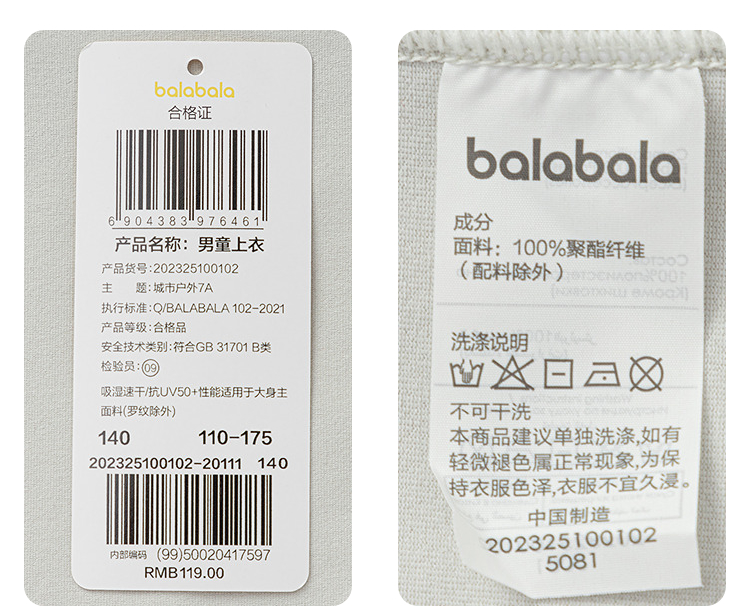 balabala
合格证
6 904383 976461
产品名称：男童上衣
产品货号:202325100102
主 题:城市户外7A
执行标准:Q/BALABALA 102-2021
产品等级:合格品
安全技术类别:符合GB 31701 B类
检验员:09
吸湿速干/抗UV50+性能适用于大身主
面料(罗纹除外)
140 110-175
202325100102-20111 140
内部编码 (99)50020417597
RMB119.00
balabala
成分
面料：100%聚酯纤维
（配料除外）
洗涤说明
不可干洗
本商品建议单独洗涤,如有
轻微褪色属正常现象,为保
持衣服色泽,衣服不宜久浸。
中国制造
202325100102
5081